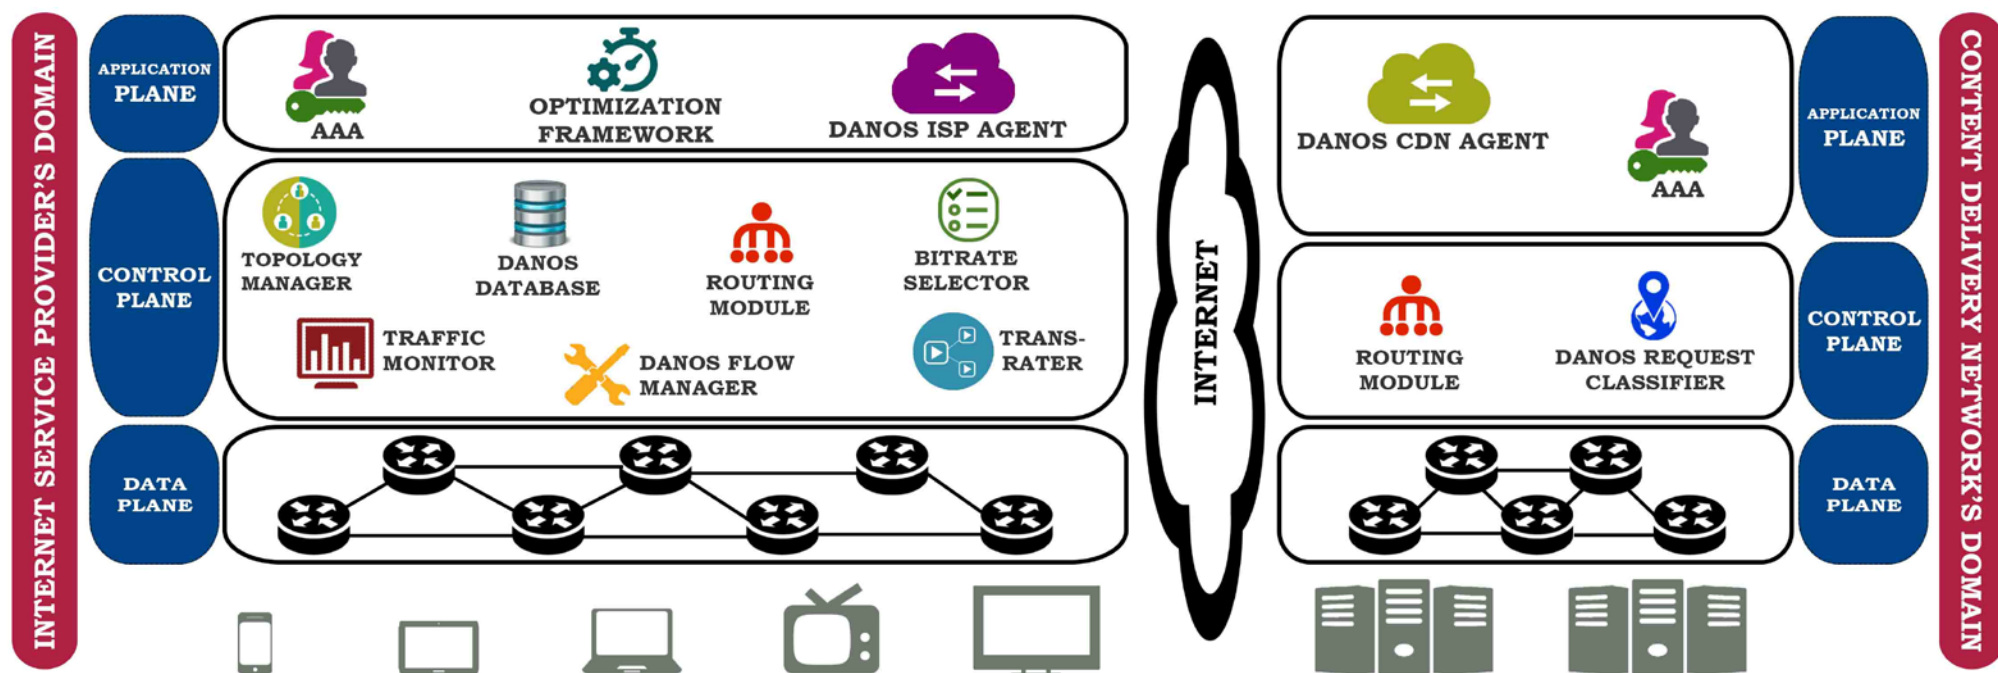 INTERNET SERVICE PROVIDER'S DOMAIN
APPLICATION
PLANE
AAA
OPTIMIZATION
FRAMEWORK
DANOS ISP AGENT
CONTROL
PLANE
TOPOLOGY
MANAGER
DANOS
DATABASE
ROUTING
MODULE
BITRATE
SELECTOR
TRAFFIC
MONITOR
DANOS FLOW
MANAGER
TRANS-
RATER
DATA
PLANE
INTERNET
DANOS CDN AGENT
AAA
APPLICATION
PLANE
ROUTING
MODULE
DANOS REQUEST
CLASSIFIER
CONTROL
PLANE
DATA
PLANE
CONTENT DELIVERY NETWORK'S DOMAIN